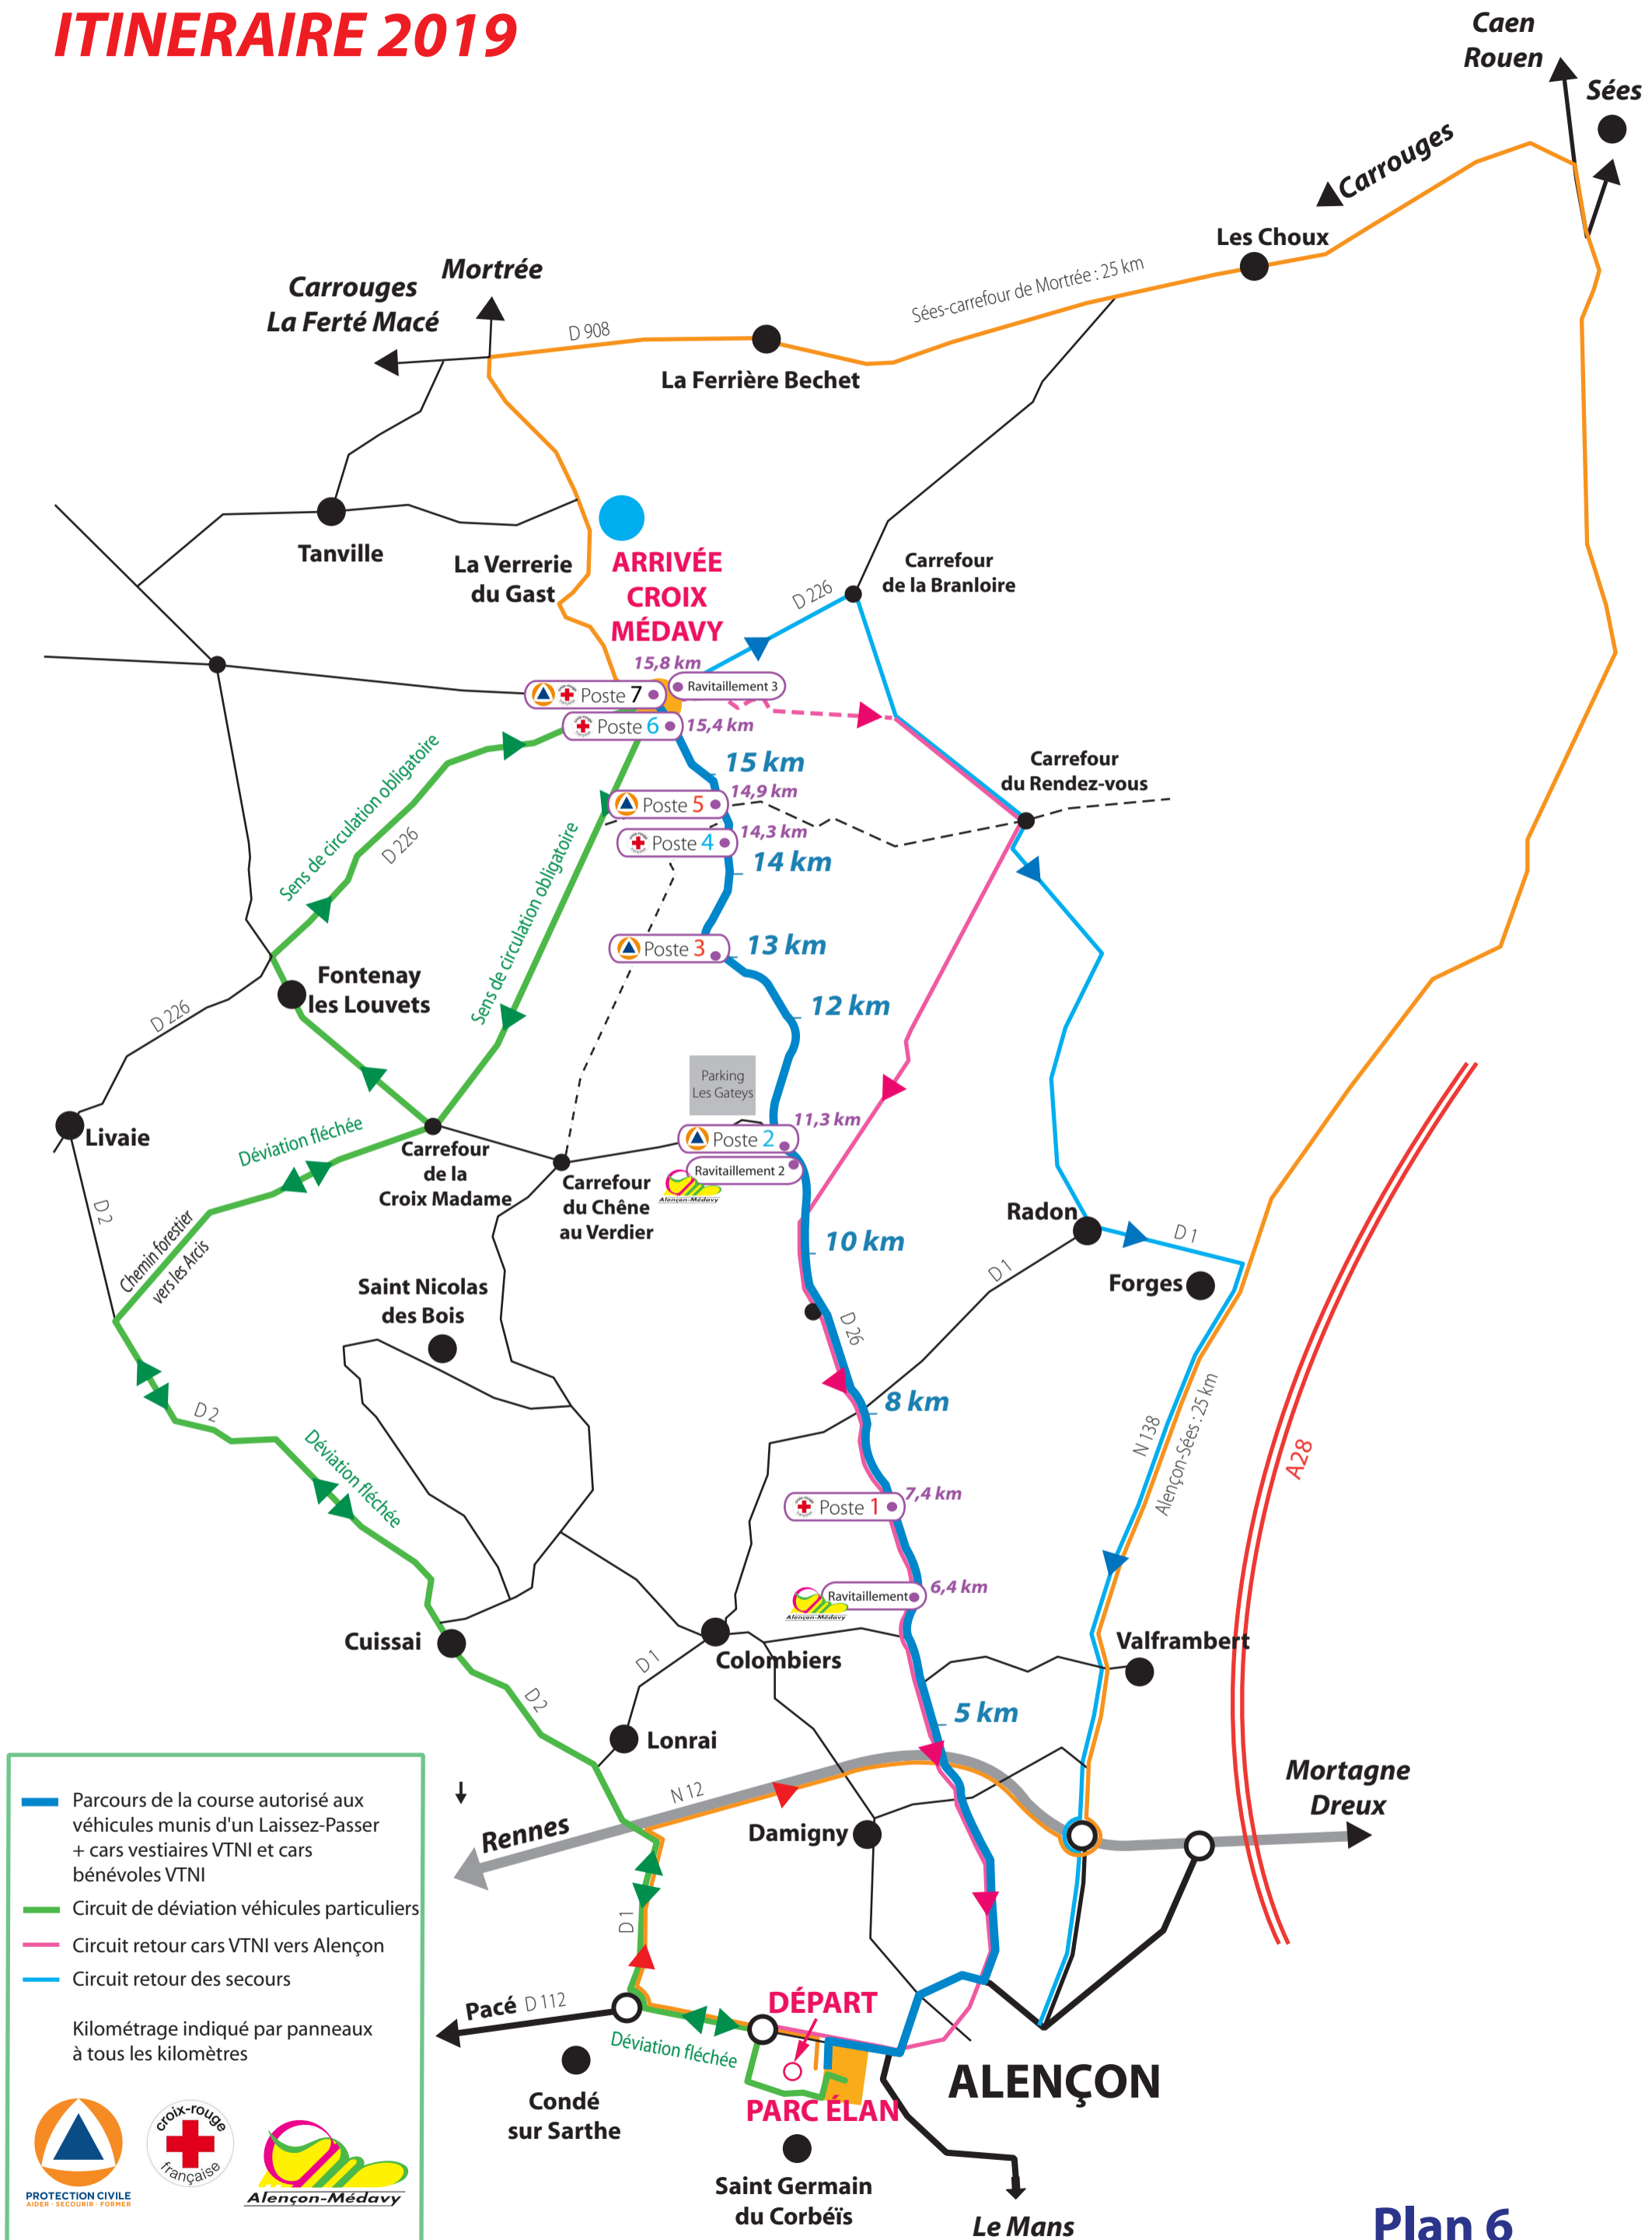 ITINERAIRE 2019
Caen
Rouen
Sées
Carrouges
Les Choux
Sées-carrefour de Mortrée : 25 km
Mortrée
Carrouges
La Ferté Macé
D 908
La Ferrière Bechet
Tanville
La Verrerie
du Gast
ARRIVÉE
CROIX
MÉDAVY
D 226
Carrefour
de la Branloire
15,8 km
Poste 7
Ravitaillement 3
Poste 6
15,4 km
15 km
Carrefour
du Rendez-vous
Sens de circulation obligatoire
D 226
Poste 5
14,9 km
Poste 4
14,3 km
14 km
Sens de circulation obligatoire
Poste 3
13 km
Fontenay
les Louvets
D 226
12 km
Parking
Les Gateys
11,3 km
Livaie
Déviation fléchée
Carrefour
de la
Croix Madame
Poste 2
Ravitaillement 2
Alençon-Médavy
Carrefour
du Chêne
au Verdier
D 2
Chemin forestier
vers les Arcis
Radon
D 1
10 km
D 1
Forges
Saint Nicolas
des Bois
D 26
8 km
D 2
Déviation fléchée
N 138
Alençon-Sées : 25 km
A28
Poste 1
7,4 km
Ravitaillement
6,4 km
Alençon-Médavy
Cuissai
Colombiers
Valframbert
D 1
D 2
5 km
Lonrai
N 12
Rennes
Damigny
Mortagne
Dreux
Parcours de la course autorisé aux
véhicules munis d'un Laissez-Passer
+ cars vestiaires VTNI et cars
bénévoles VTNI
Circuit de déviation véhicules particuliers
Circuit retour cars VTNI vers Alençon
Circuit retour des secours
Kilométrage indiqué par panneaux
à tous les kilomètres
PROTECTION CIVILE
AIDER - SECOURIR - FORMER
croix-rouge
française
Alençon-Médavy
D 1
Pacé D 112
DÉPART
Déviation fléchée
ALENÇON
Condé
sur Sarthe
PARC ÉLAN
Saint Germain
du Corbéïs
Le Mans
Plan 6